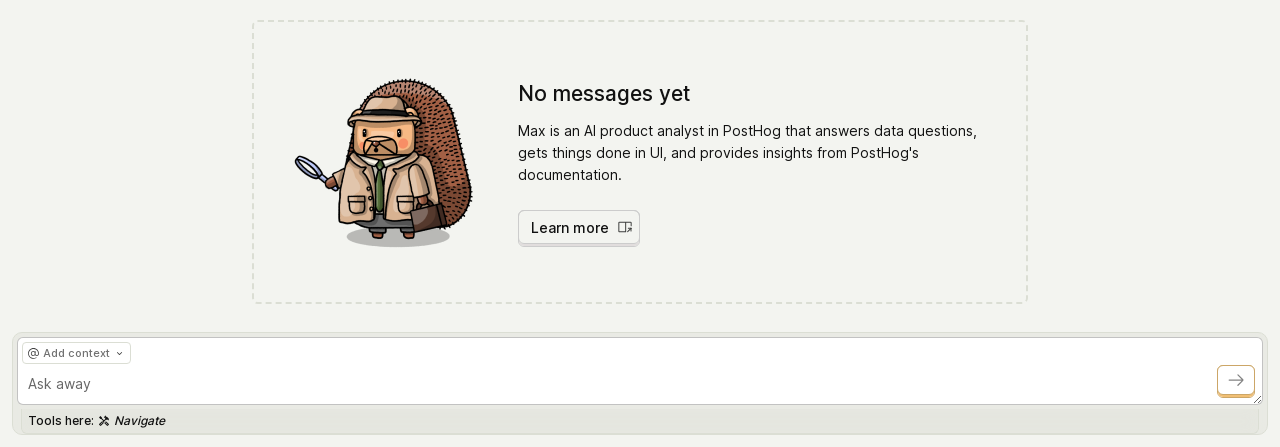 No messages yet
Max is an AI product analyst in PostHog that answers data questions,
gets things done in UI, and provides insights from PostHog's
documentation.
Learn more
@ Add context
Ask away
Tools here: Navigate